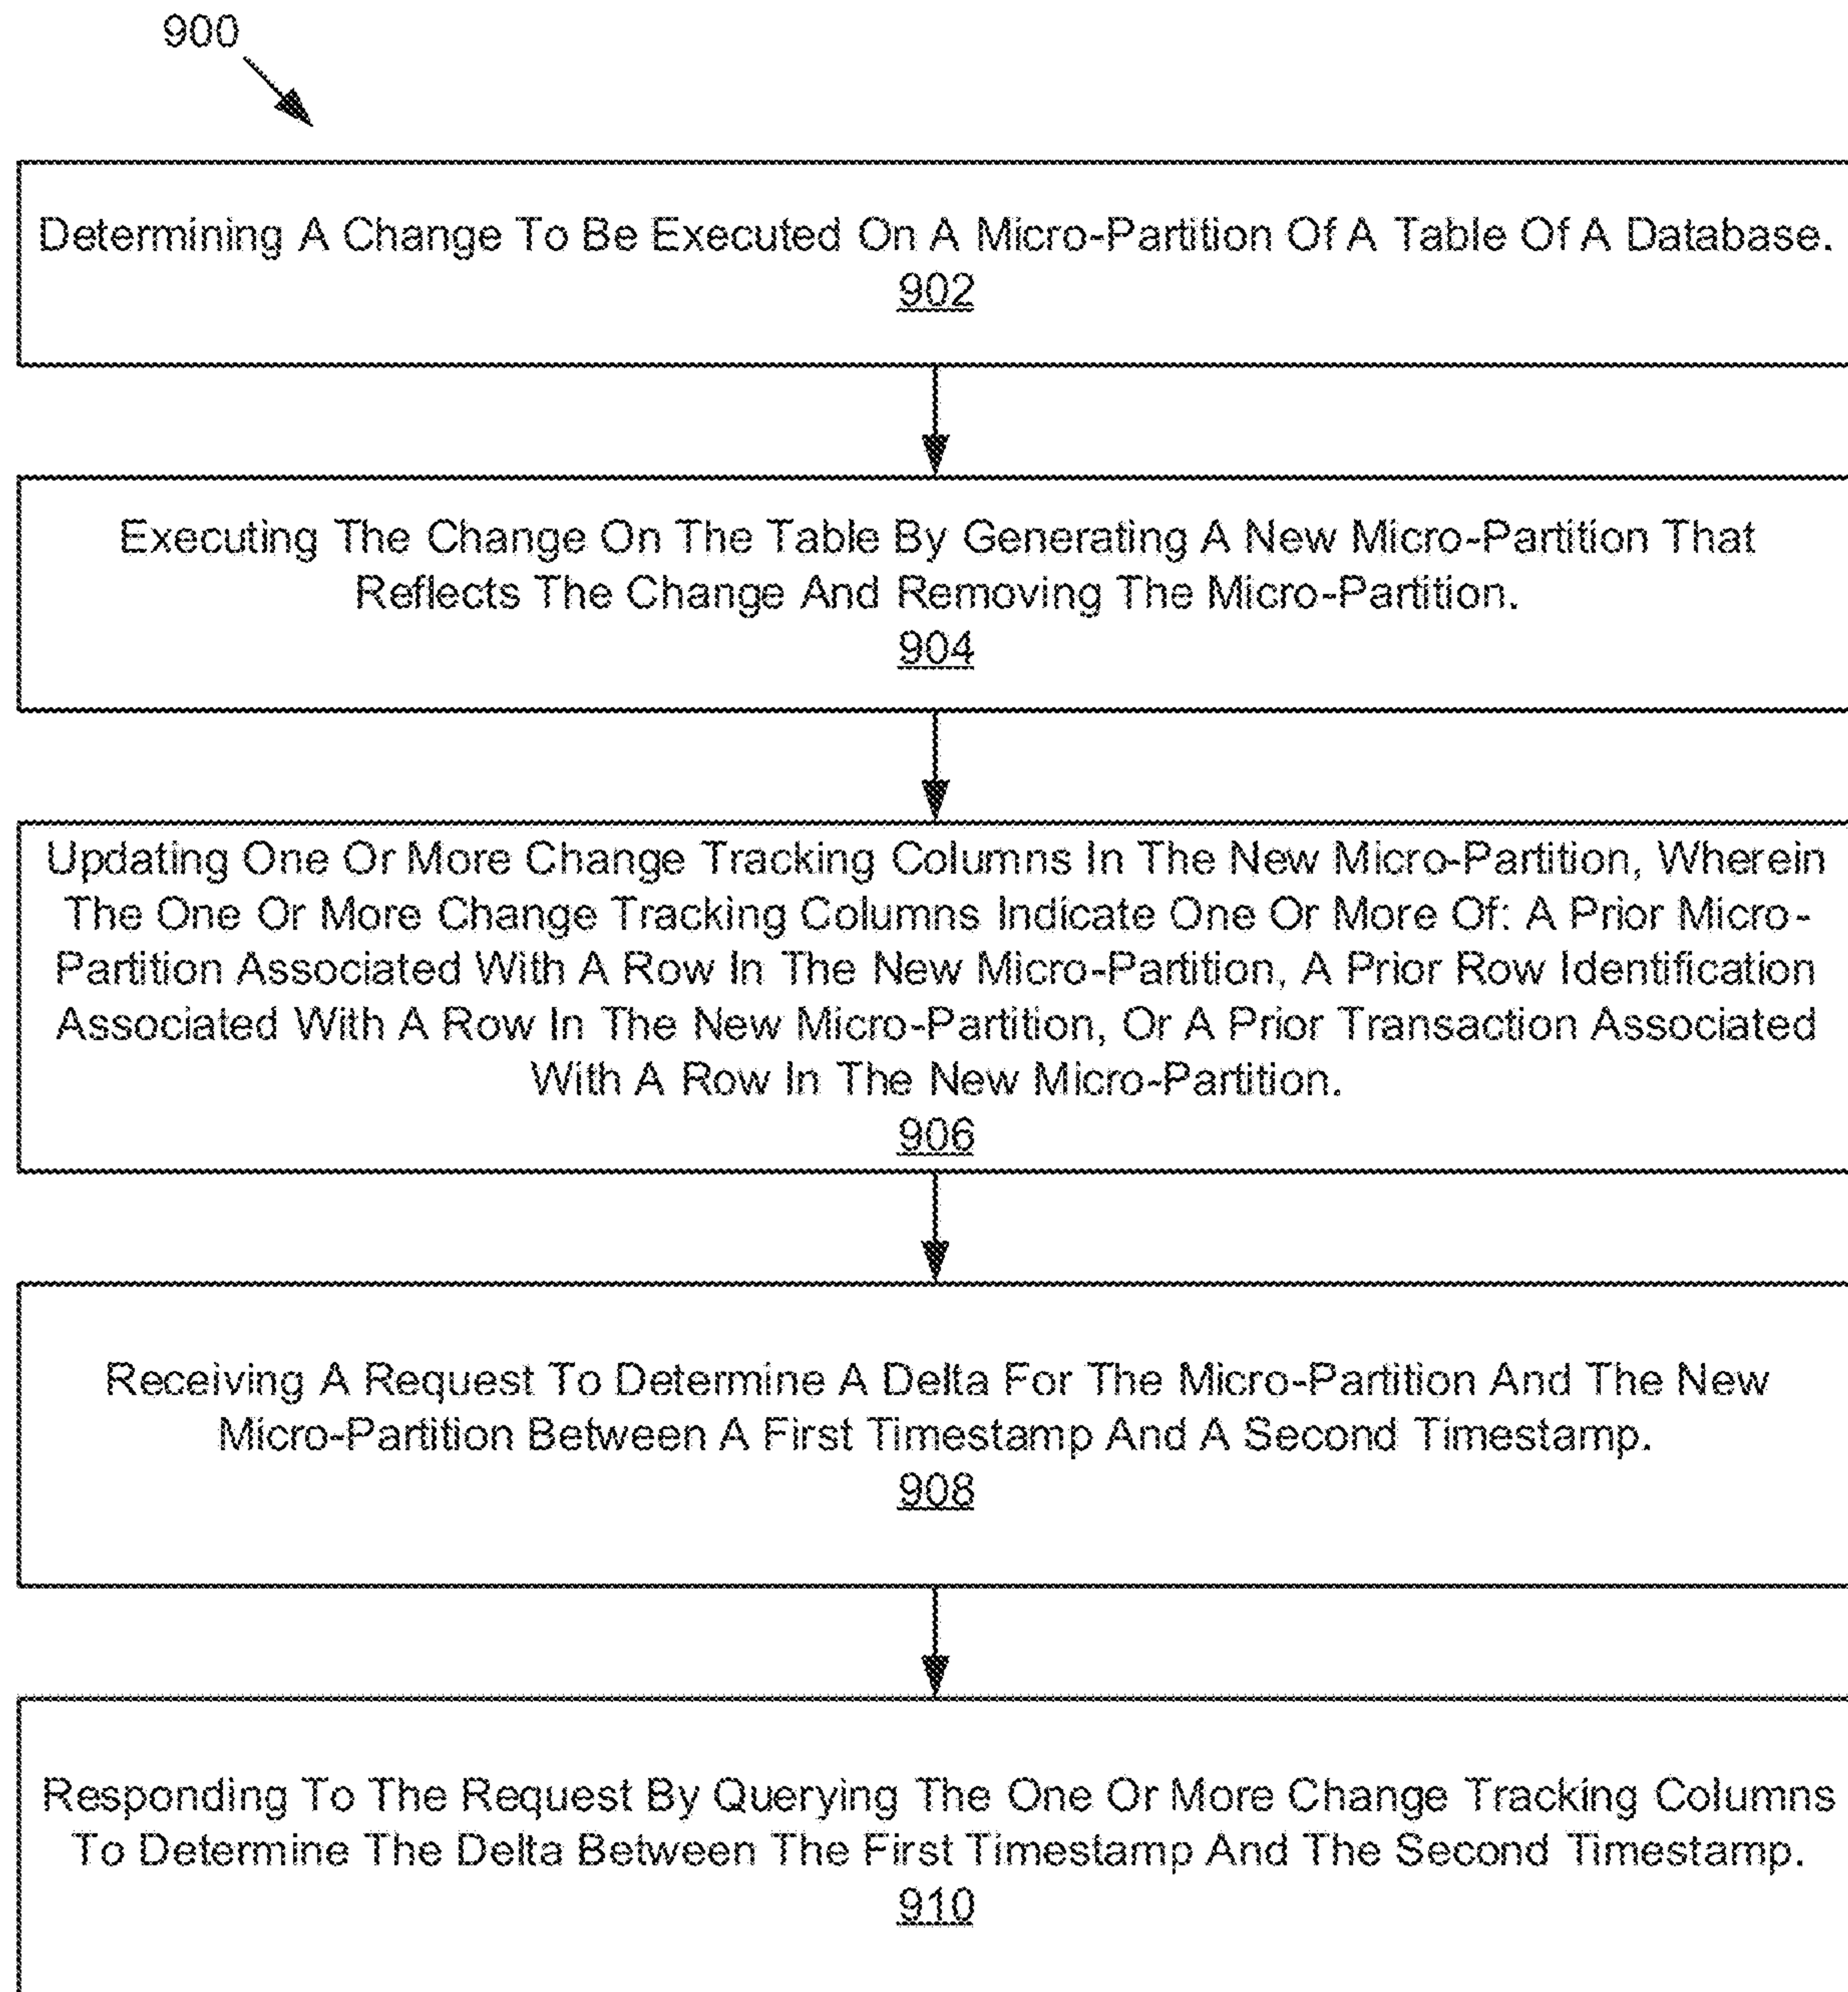 900
Determining A Change To Be Executed On A Micro-Partition Of A Table Of A Database.
902
Executing The Change On The Table By Generating A New Micro-Partition That
Reflects The Change And Removing The Micro-Partition.
904
Updating One Or More Change Tracking Columns In The New Micro-Partition, Wherein
The One Or More Change Tracking Columns Indicate One Or More Of: A Prior Micro-
Partition Associated With A Row In The New Micro-Partition, A Prior Row Identification
Associated With A Row In The New Micro-Partition, Or A Prior Transaction Associated
With A Row In The New Micro-Partition.
906
Receiving A Request To Determine A Delta For The Micro-Partition And The New
Micro-Partition Between A First Timestamp And A Second Timestamp.
908
Responding To The Request By Querying The One Or More Change Tracking Columns
To Determine The Delta Between The First Timestamp And The Second Timestamp.
910